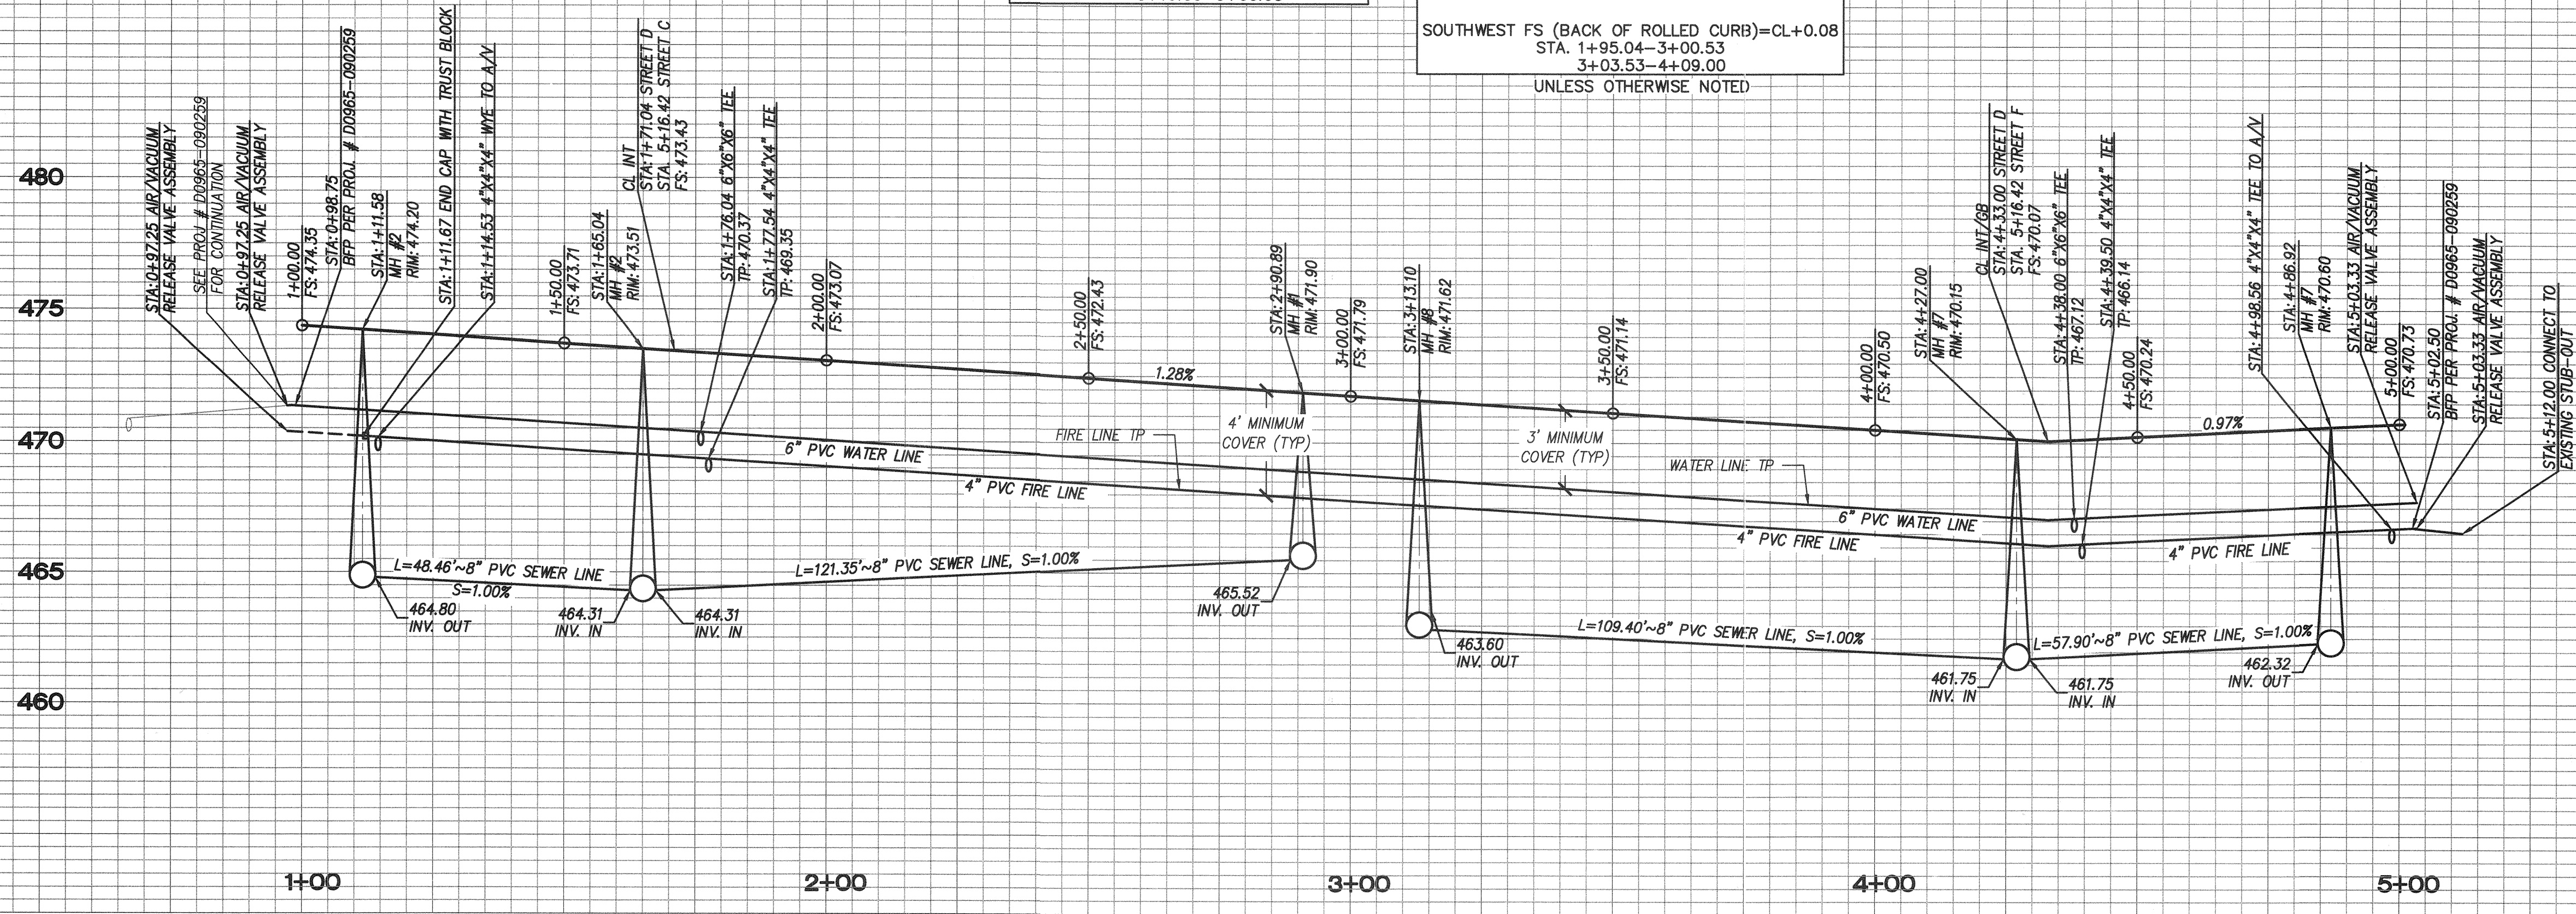 SOUTHWEST FS (BACK OF ROLLED CURB)=CL+0.08
STA. 1+95.04-3+00.53
3+03.53-4+09.00
UNLESS OTHERWISE NOTED
480
475
470
465
460
STA:0+97.25 AIR/VACUUM
RELEASE VALVE ASSEMBLY
SEE PROJ # D0965-090259
FOR CONTINUATION
STA:0+97.25 AIR/VACUUM
RELEASE VALVE ASSEMBLY
1+00.00
FS: 474.35
STA:0+98.75
BFP PER PROJ. # D0965-090259
STA:1+11.58
MH #2
RIM: 474.20
STA:1+11.67 END CAP WITH TRUST BLOCK
STA:1+14.53 4"X4"X4" WYE TO A/V
1+50.00
FS: 473.71
STA:1+65.04
MH #2
RIM: 473.51
CL INT
STA:1+71.04 STREET D
STA. 5+16.42 STREET C
FS: 473.43
STA:1+76.04 6"X6"X6" TEE
TP: 470.37
STA:1+77.54 4"X4"X4" TEE
TP: 469.35
2+00.00
FS: 473.07
2+50.00
FS: 472.43
1.28%
STA:2+90.89
MH #1
RIM: 471.90
3+00.00
FS: 471.79
STA:3+13.10
MH #8
RIM: 471.62
3+50.00
FS: 471.14
4+00.00
FS: 470.50
STA:4+27.00
MH #7
RIM: 470.15
CL INT/GB
STA:4+33.00 STREET D
STA. 5+16.42 STREET F
FS: 470.07
STA:4+38.00 6"X6"X6" TEE
TP: 467.12
STA:4+39.50 4"X4"X4" TEE
TP: 466.14
4+50.00
FS: 470.24
0.97%
STA:4+98.56 4"X4"X4" TEE TO A/V
STA:4+86.92
MH #7
RIM:470.60
STA:5+03.33 AIR/VACUUM
RELEASE VALVE ASSEMBLY
5+00.00
FS: 470.73
STA:5+02.50
BFP PER PROJ. # D0965-090259
STA:5+03.33 AIR/VACUUM
RELEASE VALVE ASSEMBLY
STA:5+12.00 CONNECT TO
EXISTING STUB-OUT
6" PVC WATER LINE
4" PVC FIRE LINE
FIRE LINE TP
4' MINIMUM
COVER (TYP)
3' MINIMUM
COVER (TYP)
WATER LINE TP
6" PVC WATER LINE
4" PVC FIRE LINE
4" PVC FIRE LINE
L=48.46'~8" PVC SEWER LINE
S=1.00%
464.80
INV. OUT
464.31
INV. IN
464.31
INV. IN
L=121.35'~8" PVC SEWER LINE, S=1.00%
465.52
INV. OUT
463.60
INV. OUT
L=109.40'~8" PVC SEWER LINE, S=1.00%
461.75
INV. IN
461.75
INV. IN
L=57.90'~8" PVC SEWER LINE, S=1.00%
462.32
INV. OUT
1+00
2+00
3+00
4+00
5+00